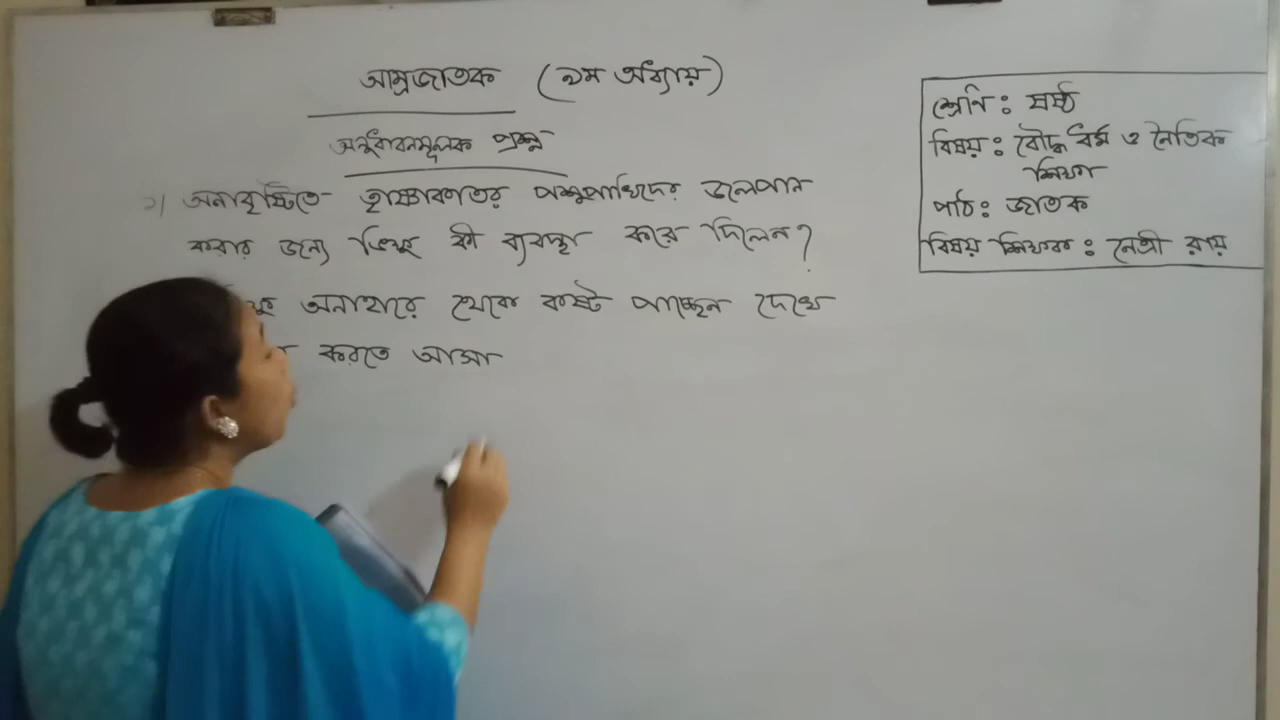 আম্রজাতক (৯ম অধ্যায়)
অনুধাবনমূলক প্রশ্ন
১| অনাবৃষ্টিতে তৃষ্ণাকাতর পশুপাখিদের জলপান
করার জন্য ভিক্ষু কী ব্যবস্থা করে দিলেন?
অনাহারে থেকে কষ্ট পাচ্ছেন দেখে
করতে আসা
শ্রেণি : ষষ্ঠ
বিষয় : বৌদ্ধ ধর্ম ও নৈতিক
শিক্ষা
পাঠ : জাতক
বিষয় শিক্ষক : নেত্রী রায়